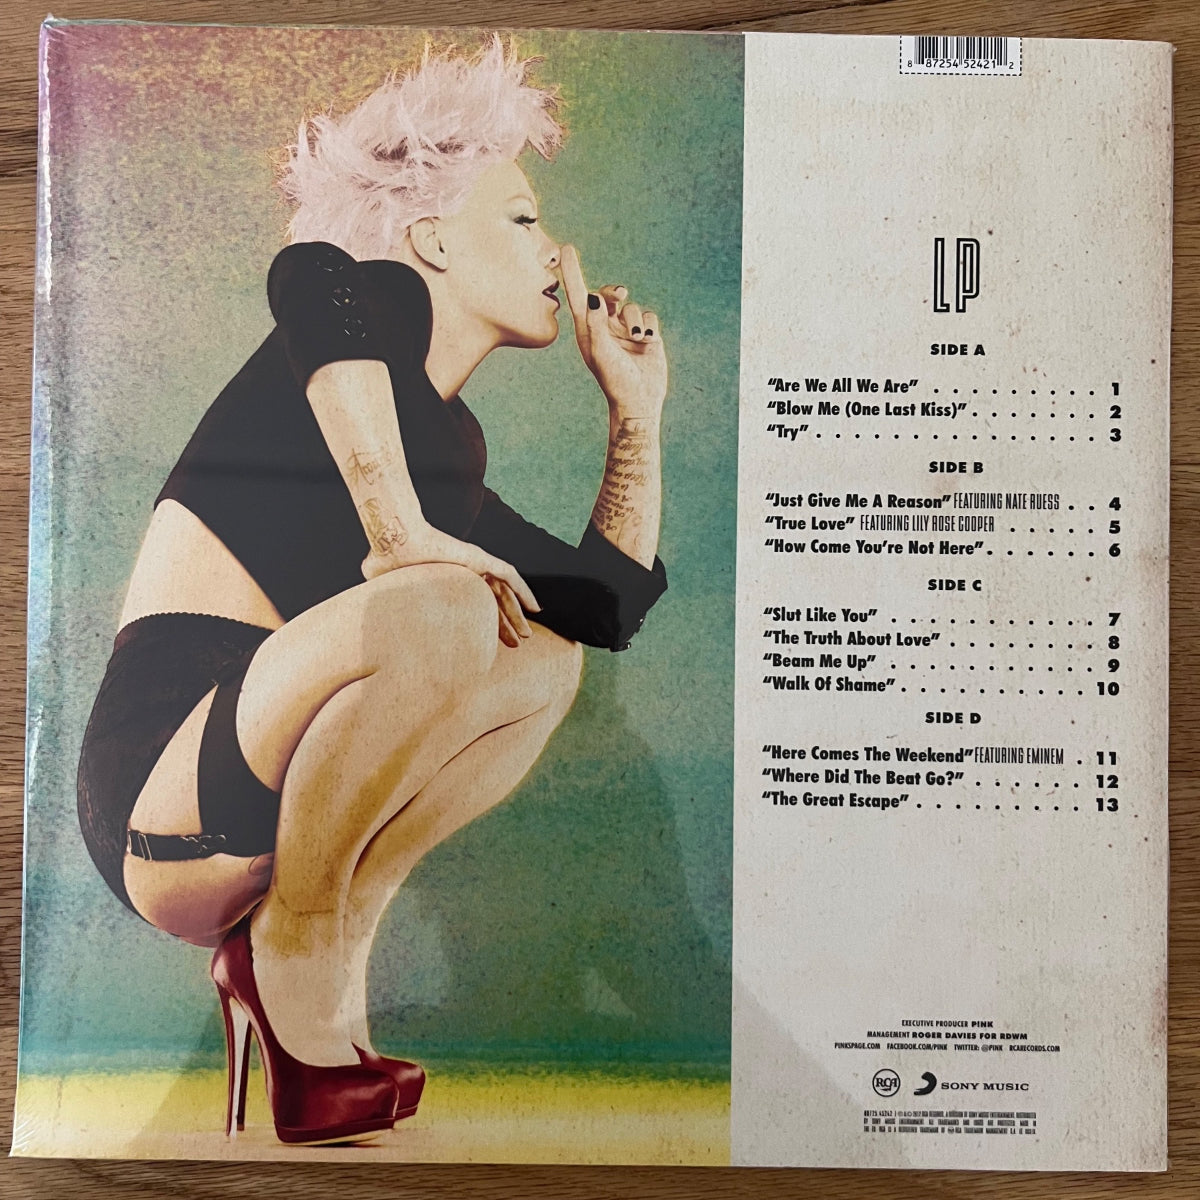 8 87254 52421 2
LP
SIDE A
"Are We All We Are" . . . . . . . . . 1
"Blow Me (One Last Kiss)" . . . . . . . 2
"Try" . . . . . . . . . . . . . . . 3
SIDE B
"Just Give Me A Reason" FEATURING NATE RUESS . . 4
"True Love" FEATURING LILY ROSE COOPER . . . . . 5
"How Come You're Not Here" . . . . . . 6
SIDE C
"Slut Like You" . . . . . . . . . . . 7
"The Truth About Love" . . . . . . . . 8
"Beam Me Up" . . . . . . . . . . . 9
"Walk Of Shame" . . . . . . . . . . 10
SIDE D
"Here Comes The Weekend" FEATURING EMINEM . 11
"Where Did The Beat Go?" . . . . . . 12
"The Great Escape" . . . . . . . . . 13
EXECUTIVE PRODUCER P!NK
MANAGEMENT ROGER DAVIES FOR RDWM
PINKSPAGE.COM FACEBOOK.COM/PINK TWITTER: @P!NK RCARECORDS.COM
RCA SONY MUSIC